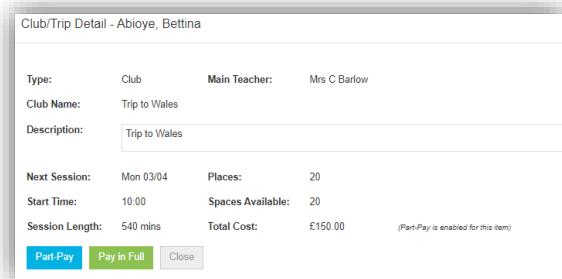 Club/Trip Detail - Abioye, Bettina
Type: Club Main Teacher: Mrs C Barlow
Club Name: Trip to Wales
Description: Trip to Wales
Next Session: Mon 03/04 Places: 20
Start Time: 10:00 Spaces Available: 20
Session Length: 540 mins Total Cost: £150.00 (Part-Pay is enabled for this item)
Part-Pay Pay in Full Close